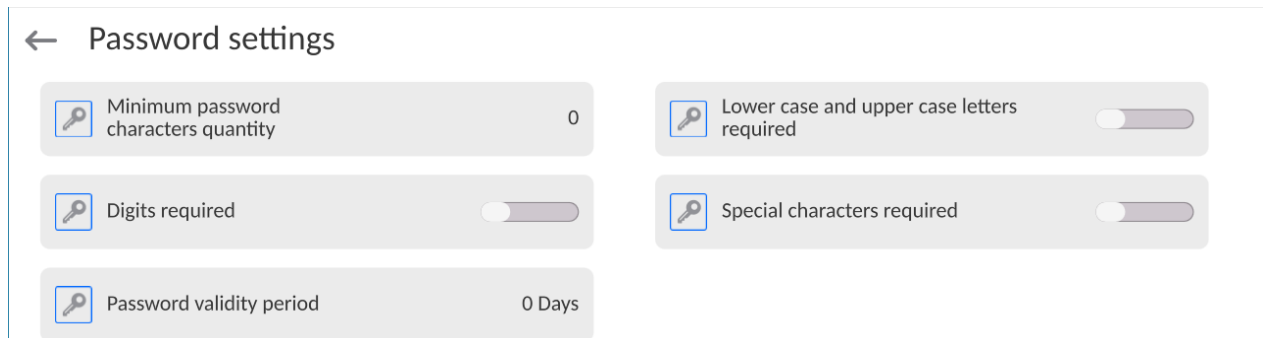 Password settings
Minimum password
characters quantity
0
Lower case and upper case letters
required
Digits required
Special characters required
Password validity period
0 Days